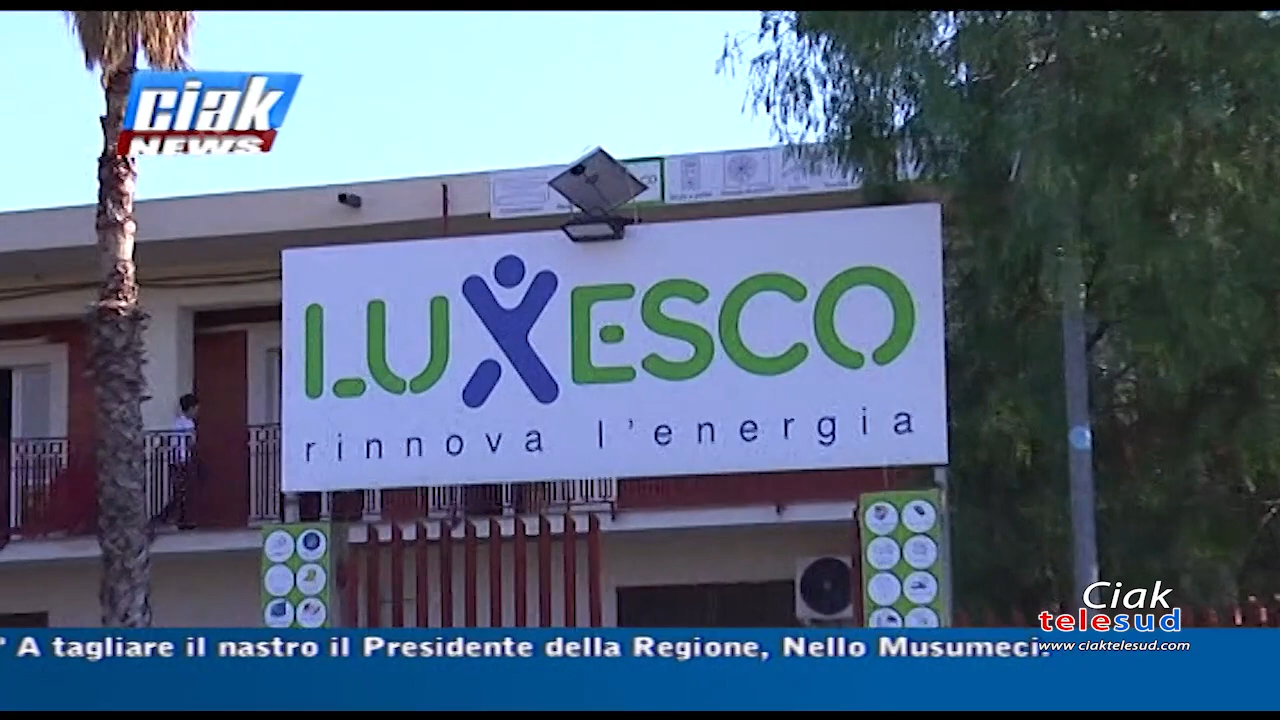 ciak
NEWS
LUXESCO
rinnova l'energia
" A tagliare il nastro il Presidente della Regione, Nello Musumeci.
Ciak
telesud
www.ciaktelesud.com